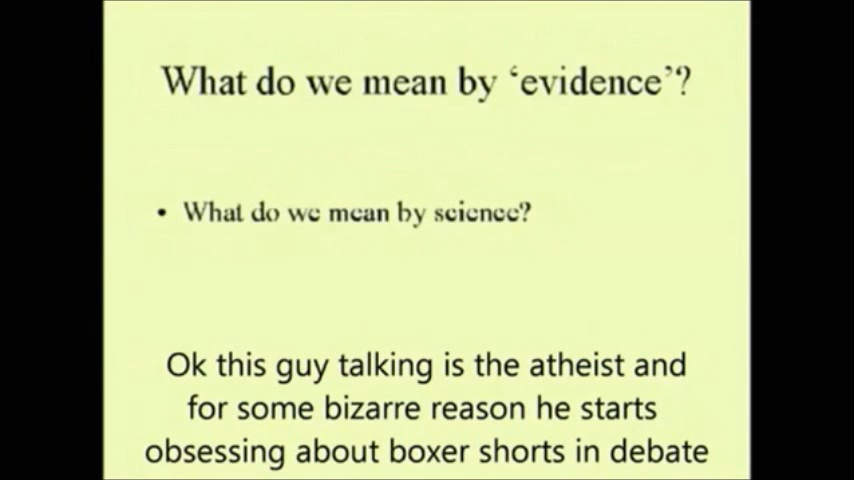 What do we mean by ‘evidence’?
• What do we mean by science?
Ok this guy talking is the atheist and
for some bizarre reason he starts
obsessing about boxer shorts in debate